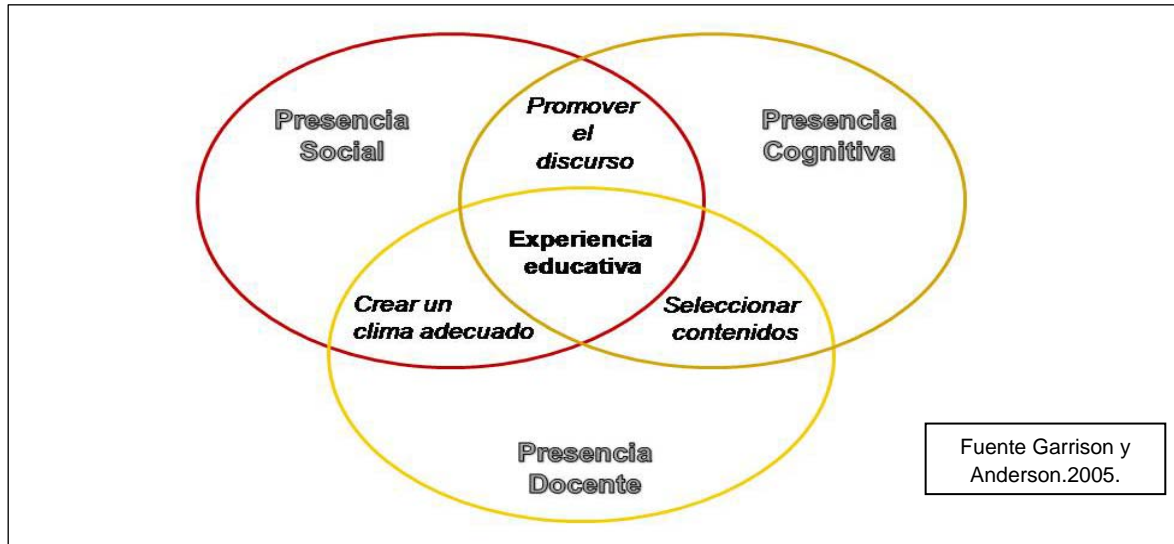 Presencia
Social
Promover
el
discurso
Presencia
Cognitiva
Experiencia
educativa
Crear un
clima adecuado
Seleccionar
contenidos
Presencia
Docente
Fuente Garrison y
Anderson.2005.